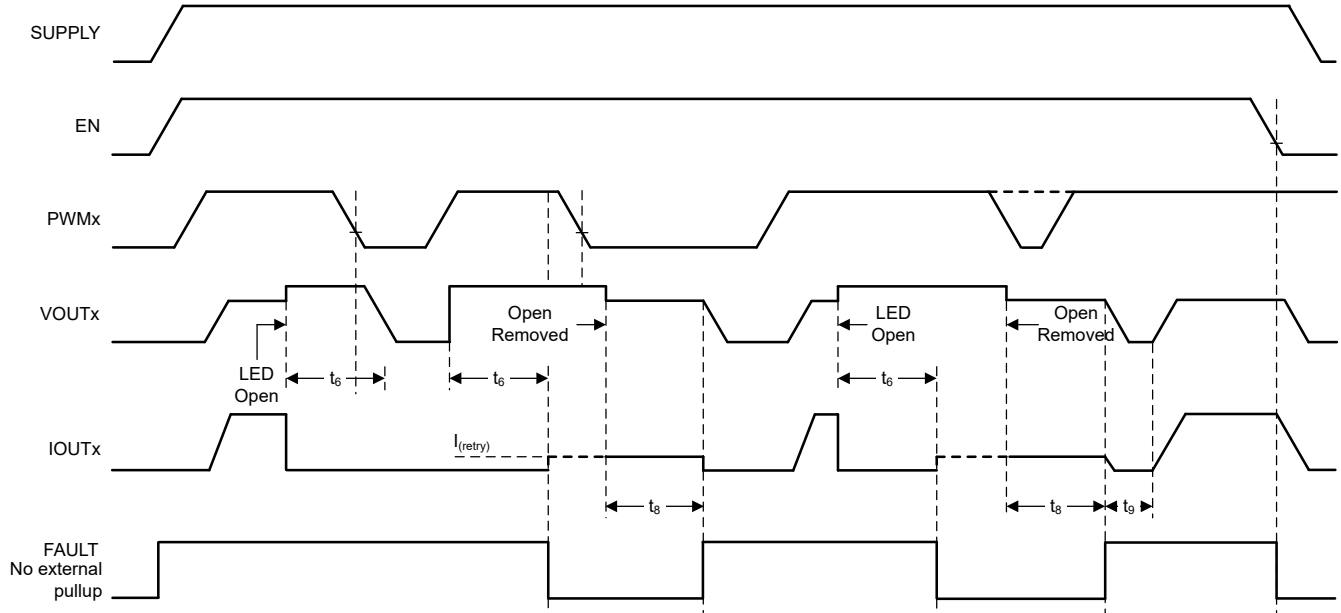 SUPPLY
EN
PWMx
VOUTx
Open
Removed
LED
Open
Open
Removed
LED
Open
t6
t6
t6
IOUTx
I(retry)
t8
t8
t9
FAULT
No external
pullup